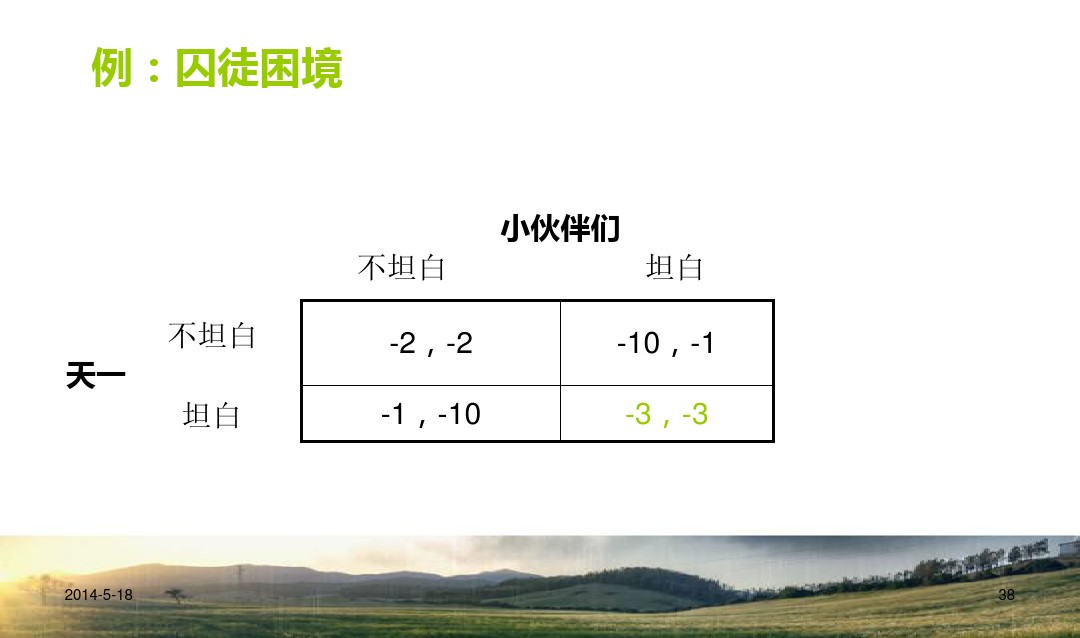 例：囚徒困境
小伙伴们
不坦白 坦白
不坦白 -2，-2 -10，-1
天一
坦白 -1，-10 -3，-3
2014-5-18 38